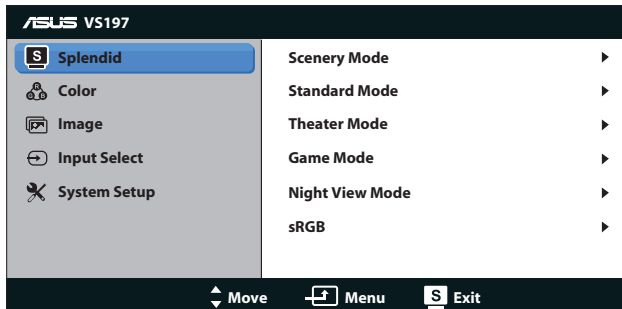 ASUS VS197
S Splendid
Color
Image
Input Select
System Setup
Scenery Mode
Standard Mode
Theater Mode
Game Mode
Night View Mode
sRGB
Move Menu S Exit